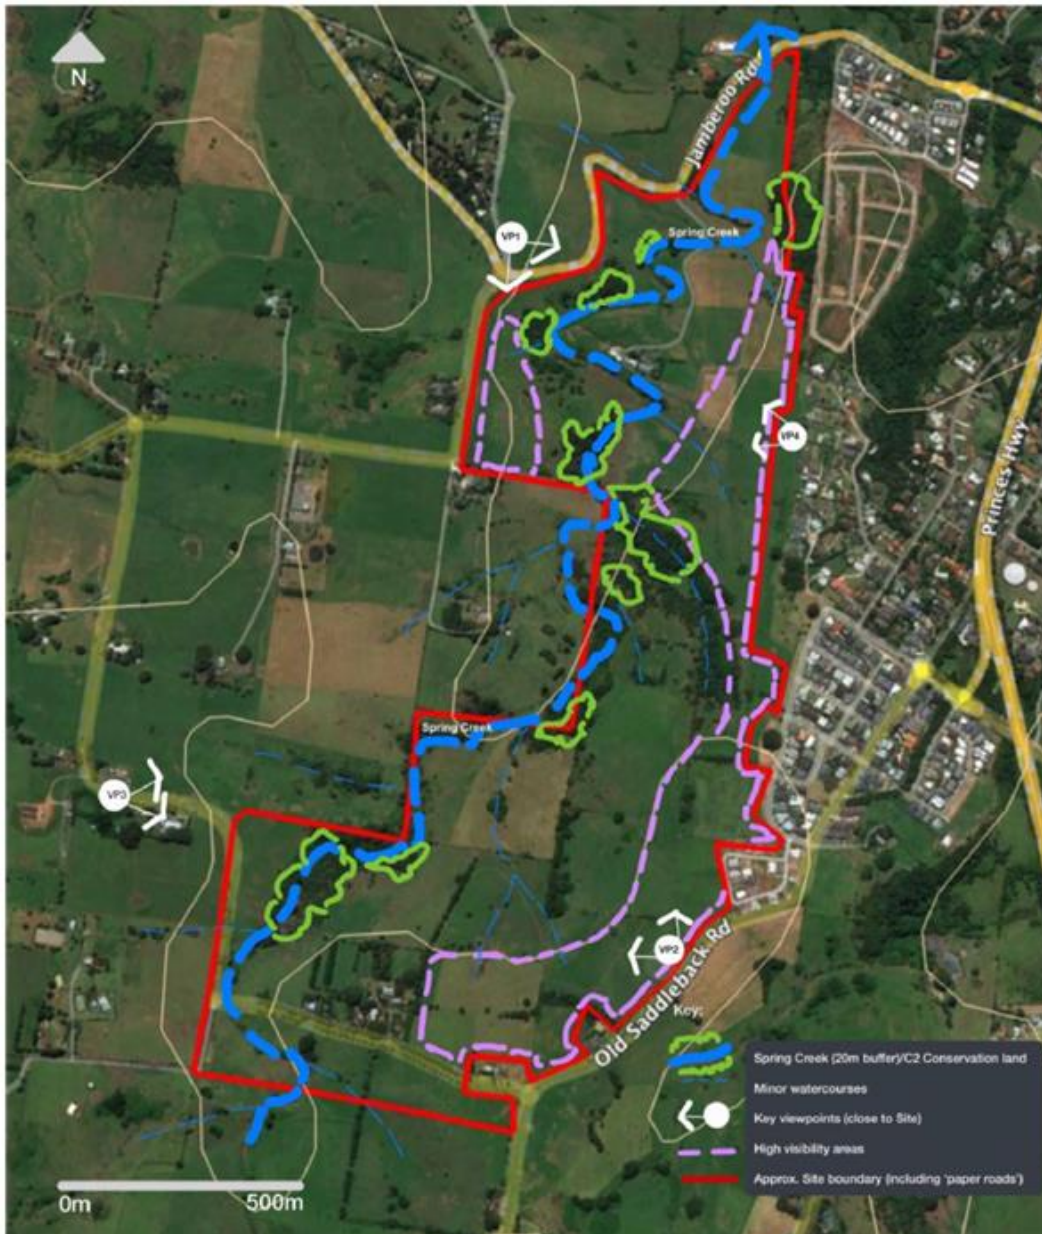 N
Jamberoo Rd
VP1
Spring Creek
VP4
Princes Hwy
Spring Creek
VP3
VP2
Old Saddleback Rd
Key:
Spring Creek (20m buffer)/C2 Conservation land
Minor watercourses
Key viewpoints (close to Site)
High visibility areas
Approx. Site boundary (including 'paper roads')
0m
500m